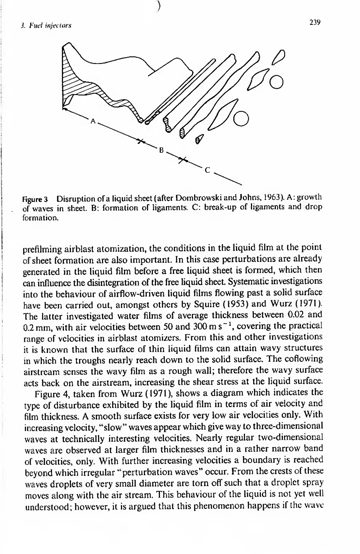 3. Fuel injectors
239
A
B
C
Figure 3 Disruption of a liquid sheet (after Dombrowski and Johns, 1963). A: growth
of waves in sheet. B: formation of ligaments. C: break-up of ligaments and drop
formation.
prefilming airblast atomization, the conditions in the liquid film at the point
of sheet formation are also important. In this case perturbations are already
generated in the liquid film before a free liquid sheet is formed, which then
can influence the disintegration of the free liquid sheet. Systematic investigations
into the behaviour of airflow-driven liquid films flowing past a solid surface
have been carried out, amongst others by Squire (1953) and Wurz (1971).
The latter investigated water films of average thickness between 0.02 and
0.2 mm, with air velocities between 50 and 300 m s⁻¹, covering the practical
range of velocities in airblast atomizers. From this and other investigations
it is known that the surface of thin liquid films can attain wavy structures
in which the troughs nearly reach down to the solid surface. The coflowing
airstream senses the wavy film as a rough wall; therefore the wavy surface
acts back on the airstream, increasing the shear stress at the liquid surface.
Figure 4, taken from Wurz (1971), shows a diagram which indicates the
type of disturbance exhibited by the liquid film in terms of air velocity and
film thickness. A smooth surface exists for very low air velocities only. With
increasing velocity, "slow" waves appear which give way to three-dimensional
waves at technically interesting velocities. Nearly regular two-dimensional
waves are observed at larger film thicknesses and in a rather narrow band
of velocities, only. With further increasing velocities a boundary is reached
beyond which irregular "perturbation waves" occur. From the crests of these
waves droplets of very small diameter are torn off such that a droplet spray
moves along with the air stream. This behaviour of the liquid is not yet well
understood; however, it is argued that this phenomenon happens if the wave